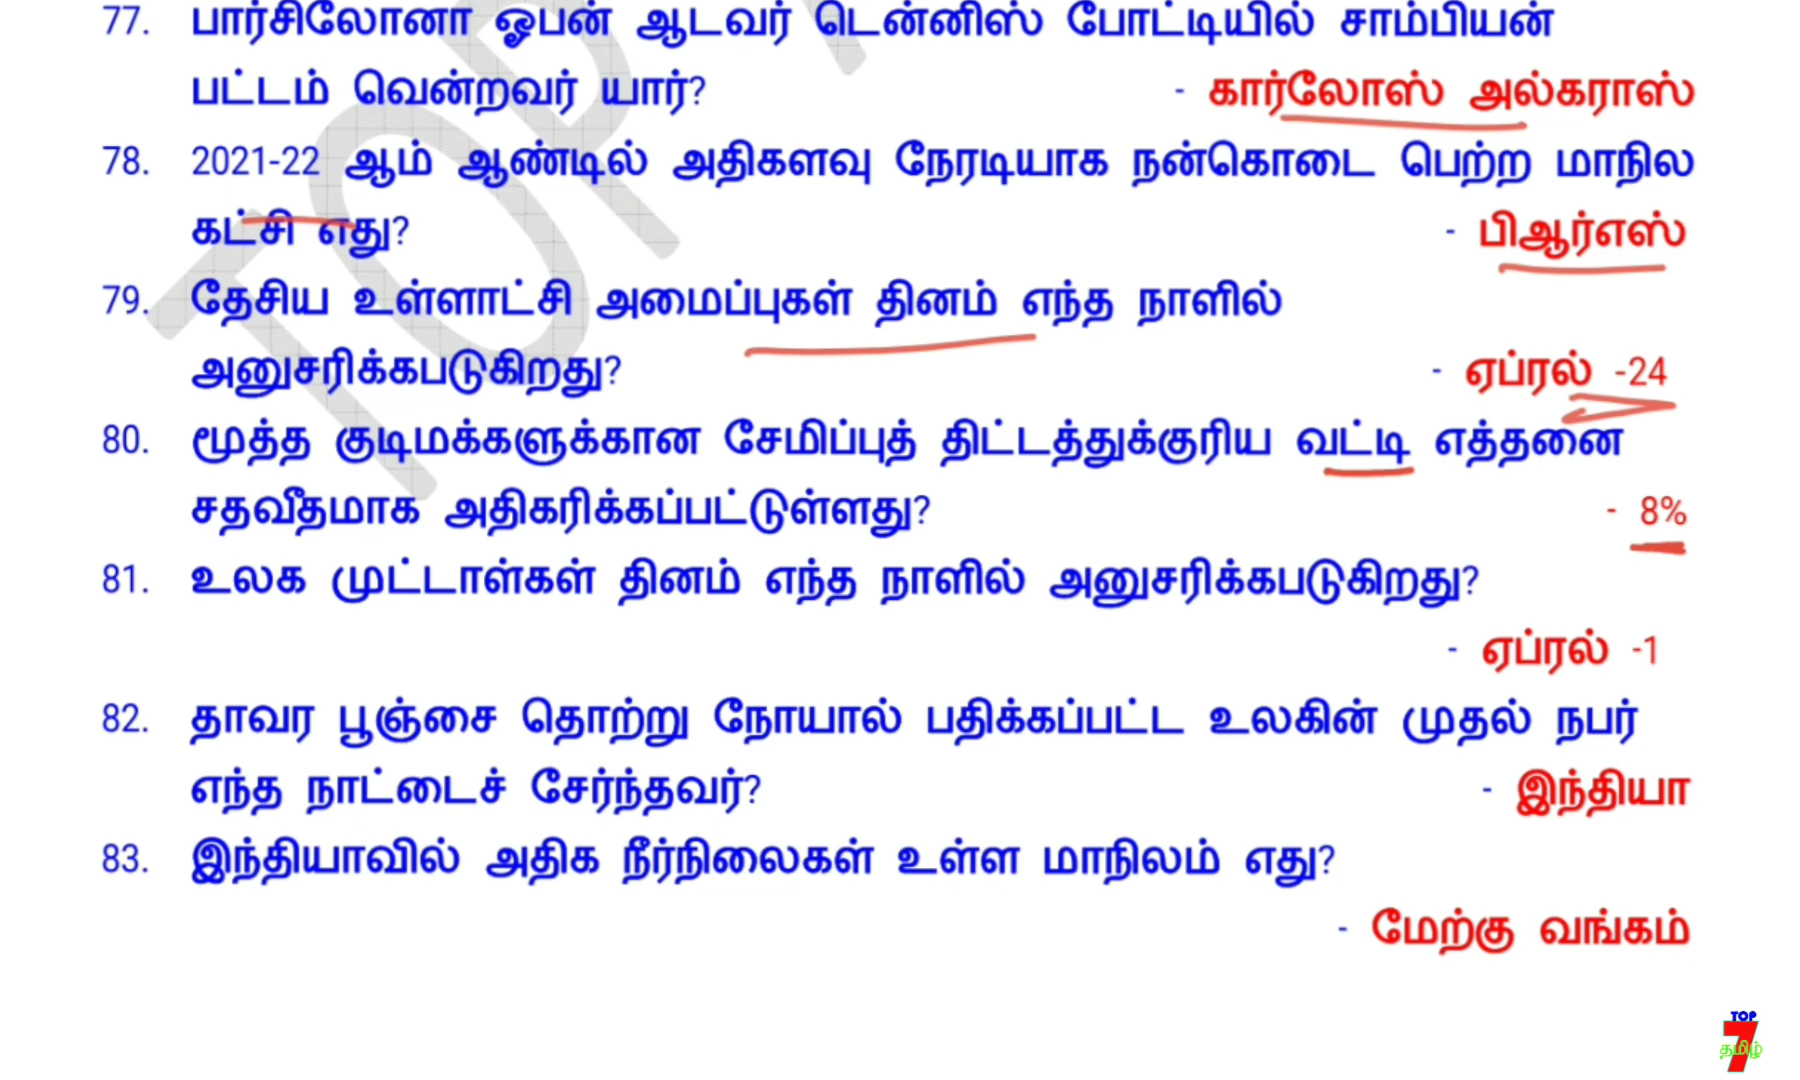 77. பார்சிலோனா ஓபன் ஆடவர் டென்னிஸ் போட்டியில் சாம்பியன்
பட்டம் வென்றவர் யார்? - கார்லோஸ் அல்கராஸ்
78. 2021-22 ஆம் ஆண்டில் அதிகளவு நேரடியாக நன்கொடை பெற்ற மாநில
கட்சி எது? - பிஆர்எஸ்
79. தேசிய உள்ளாட்சி அமைப்புகள் தினம் எந்த நாளில்
அனுசரிக்கபடுகிறது? - ஏப்ரல் -24
80. மூத்த குடிமக்களுக்கான சேமிப்புத் திட்டத்துக்குரிய வட்டி எத்தனை
சதவீதமாக அதிகரிக்கப்பட்டுள்ளது? - 8%
81. உலக முட்டாள்கள் தினம் எந்த நாளில் அனுசரிக்கபடுகிறது?
- ஏப்ரல் -1
82. தாவர பூஞ்சை தொற்று நோயால் பதிக்கப்பட்ட உலகின் முதல் நபர்
எந்த நாட்டைச் சேர்ந்தவர்? - இந்தியா
83. இந்தியாவில் அதிக நீர்நிலைகள் உள்ள மாநிலம் எது?
- மேற்கு வங்கம்
TOP
7
தமிழ்